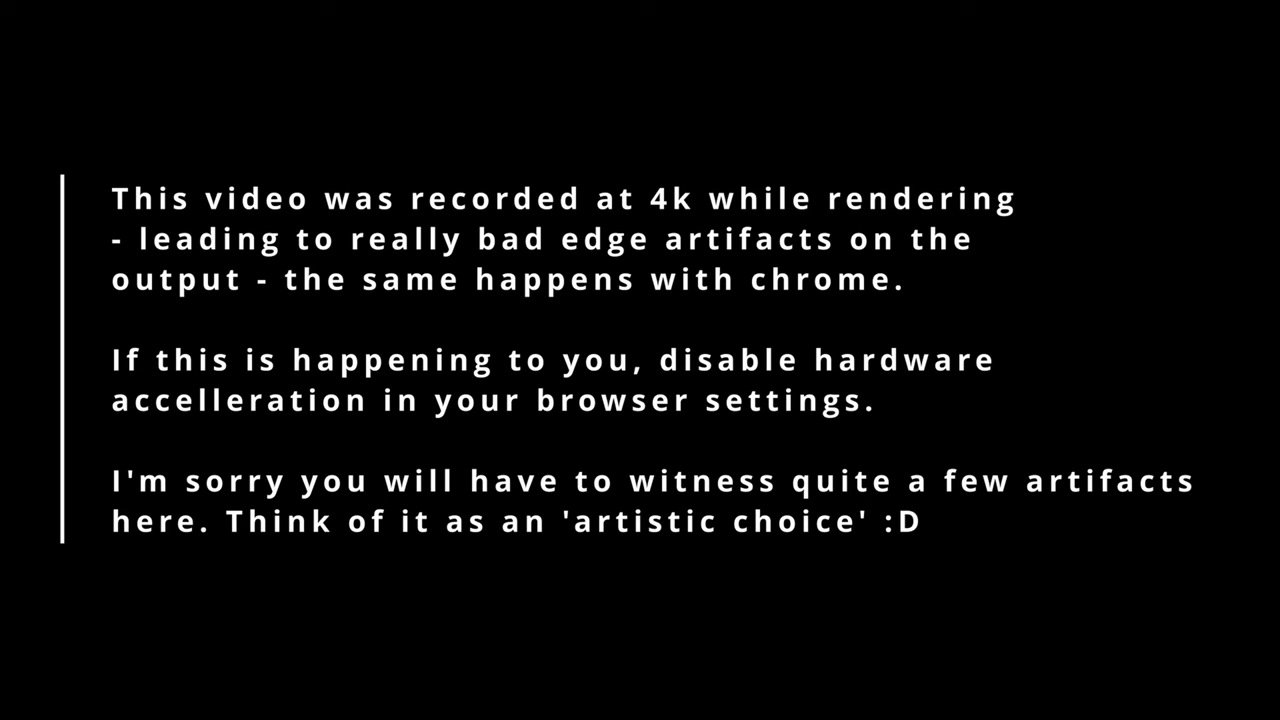 This video was recorded at 4k while rendering
- leading to really bad edge artifacts on the
output - the same happens with chrome.
If this is happening to you, disable hardware
accelleration in your browser settings.
I'm sorry you will have to witness quite a few artifacts
here. Think of it as an 'artistic choice' :D